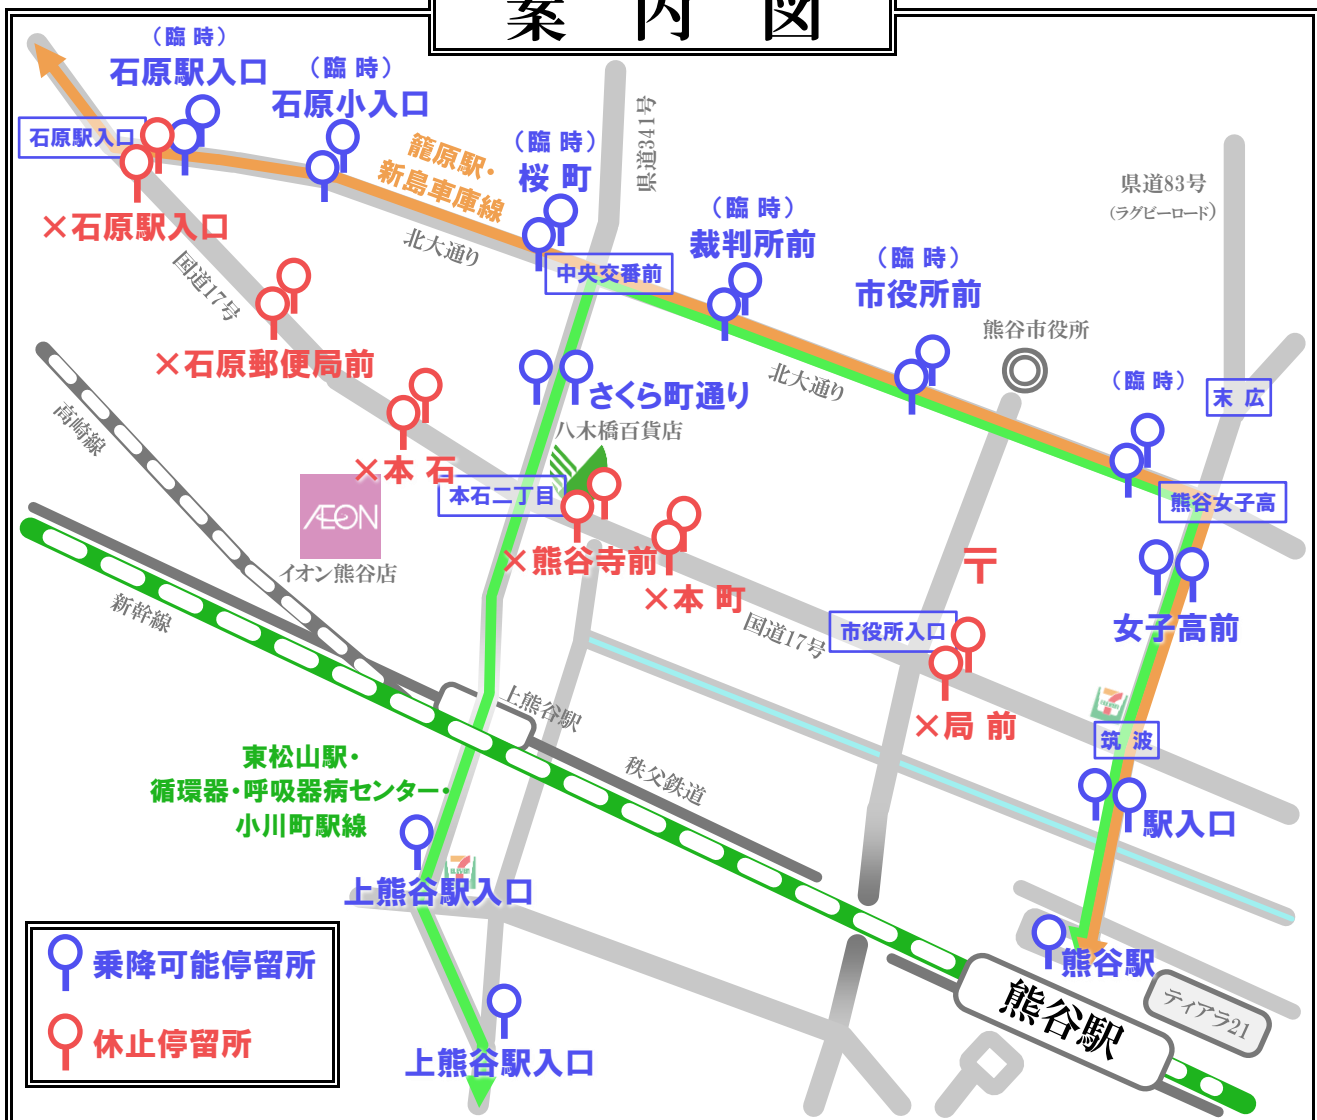 案内図
（臨 時）
石原駅入口
（臨 時）
石原小入口
石原駅入口
籠原駅・
新島車庫線
（臨 時）
桜 町
県道341号
県道83号
（ラグビーロード）
×石原駅入口
北大通り
国道17号
中央交番前
（臨 時）
裁判所前
（臨 時）
市役所前
熊谷市役所
×石原郵便局前
さくら町通り
北大通り
（臨 時）
末 広
高崎線
八木橋百貨店
×本 石
本石二丁目
熊谷女子高
AEON
イオン熊谷店
×熊谷寺前
〒
×本 町
新幹線
国道17号
市役所入口
女子高前
上熊谷駅
×局 前
筑 波
東松山駅・
循環器・呼吸器病センター・
小川町駅線
秩父鉄道
駅入口
上熊谷駅入口
乗降可能停留所
熊谷駅
熊谷駅
ティアラ21
休止停留所
上熊谷駅入口